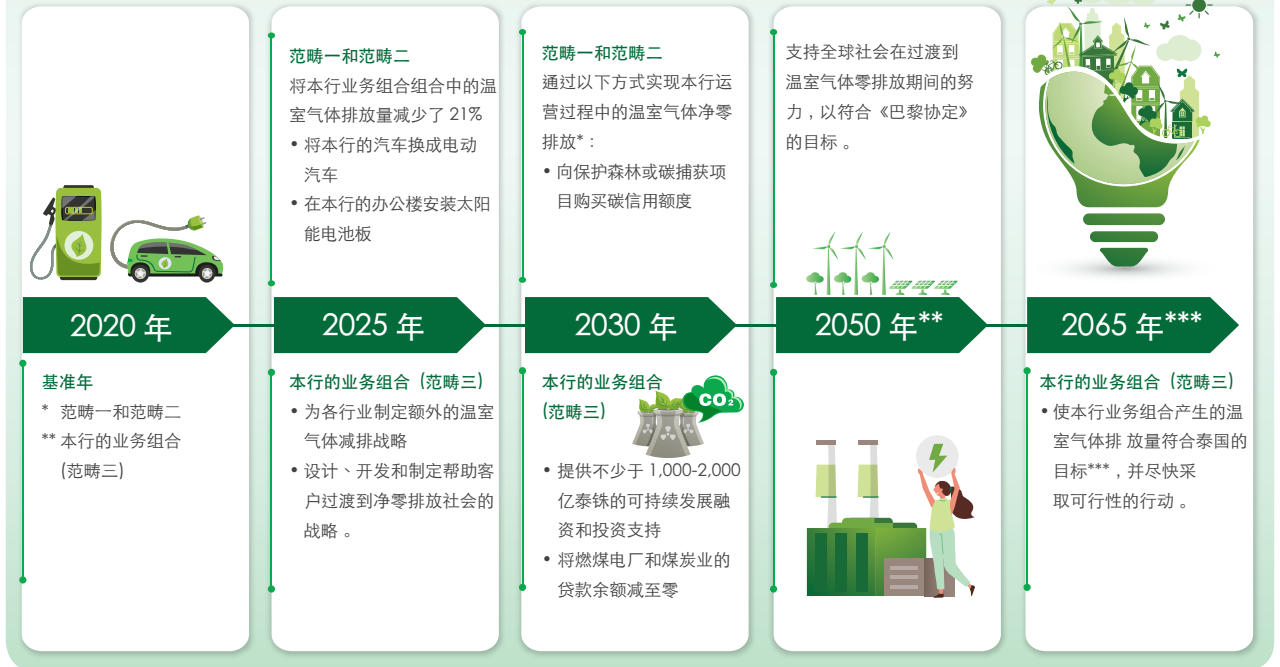 范畴一和范畴二
将本行业务组合组合中的温
室气体排放量减少了 21%
• 将本行的汽车换成电动
汽车
• 在本行的办公楼安装太阳
能电池板
范畴一和范畴二
通过以下方式实现本行运
营过程中的温室气体净零
排放*：
• 向保护森林或碳捕获项
目购买碳信用额度
支持全球社会在过渡到
温室气体零排放期间的努
力，以符合《巴黎协定》
的目标。
2020 年
2025 年
2030 年
2050 年**
2065 年***
基准年
* 范畴一和范畴二
** 本行的业务组合
(范畴三)
本行的业务组合 (范畴三)
• 为各行业制定额外的温室
气体减排战略
• 设计、开发和制定帮助客
户过渡到净零排放社会的
战略。
本行的业务组合
(范畴三)
CO2
• 提供不少于 1,000-2,000
亿泰铢的可持续发展融
资和投资支持
• 将燃煤电厂和煤炭业的
贷款余额减至零
本行的业务组合 (范畴三)
• 使本行业务组合产生的温
室气体排 放量符合泰国的
目标***，并尽快采
取可行性的行动。